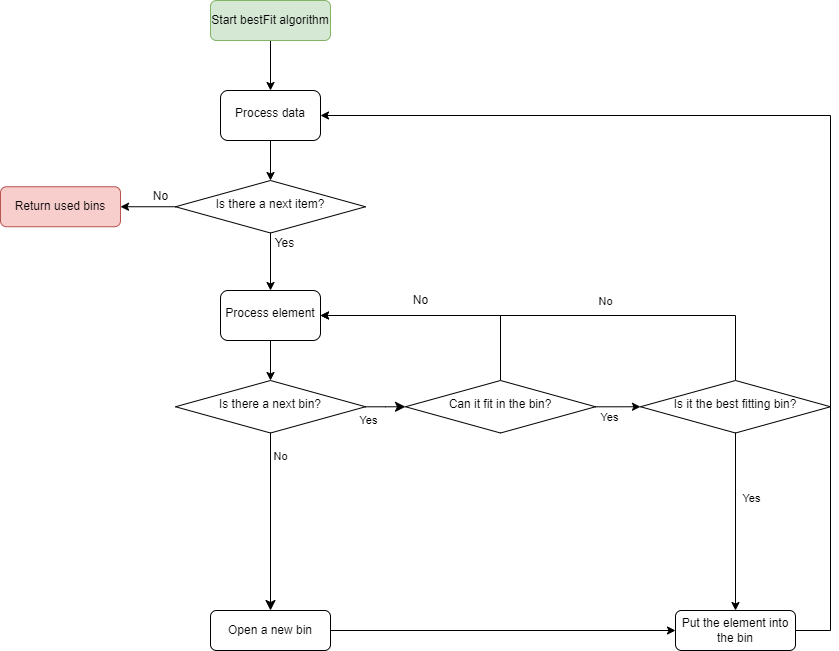 Start bestFit algorithm
Process data
Is there a next item?
No
Return used bins
Yes
Process element
No
No
Is there a next bin?
Yes
Can it fit in the bin?
Yes
Is it the best fitting bin?
No
Yes
Open a new bin
Put the element into
the bin